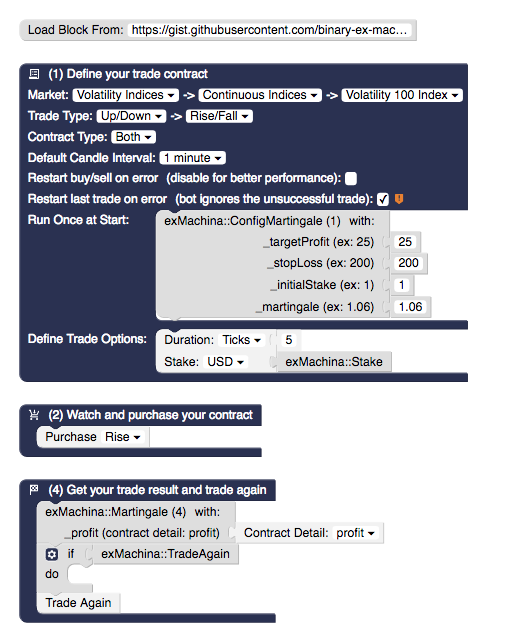 Load Block From: https://gist.githubusercontent.com/binary-ex-mac...
(1) Define your trade contract
Market: Volatility Indices -> Continuous Indices -> Volatility 100 Index
Trade Type: Up/Down -> Rise/Fall
Contract Type: Both
Default Candle Interval: 1 minute
Restart buy/sell on error (disable for better performance):
Restart last trade on error (bot ignores the unsuccessful trade):
Run Once at Start: exMachina::ConfigMartingale (1) with:
_targetProfit (ex: 25) 25
_stopLoss (ex: 200) 200
_initialStake (ex: 1) 1
_martingale (ex: 1.06) 1.06
Define Trade Options: Duration: Ticks 5
Stake: USD exMachina::Stake
(2) Watch and purchase your contract
Purchase Rise
(4) Get your trade result and trade again
exMachina::Martingale (4) with:
_profit (contract detail: profit) Contract Detail: profit
if exMachina::TradeAgain
do
Trade Again